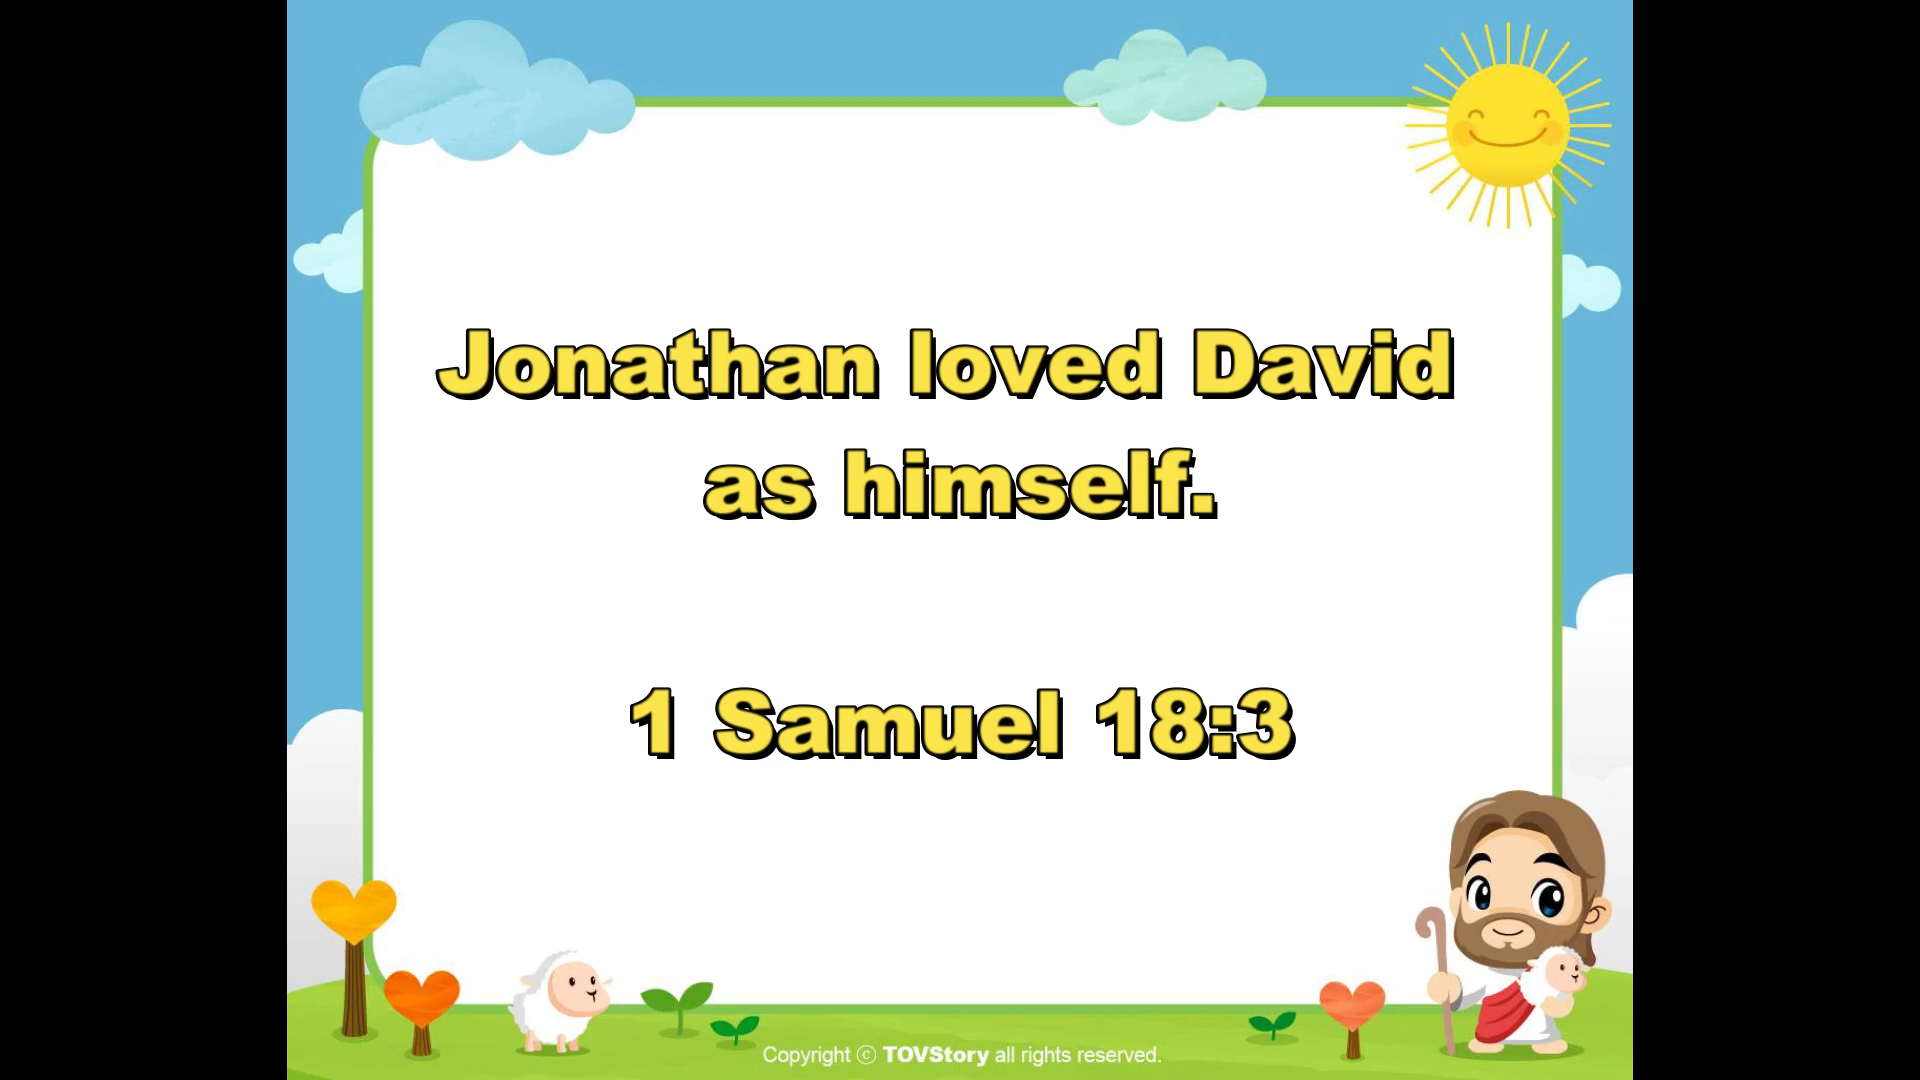 Jonathan loved David
as himself.
1 Samuel 18:3
Copyright ⓒ TOVStory all rights reserved.